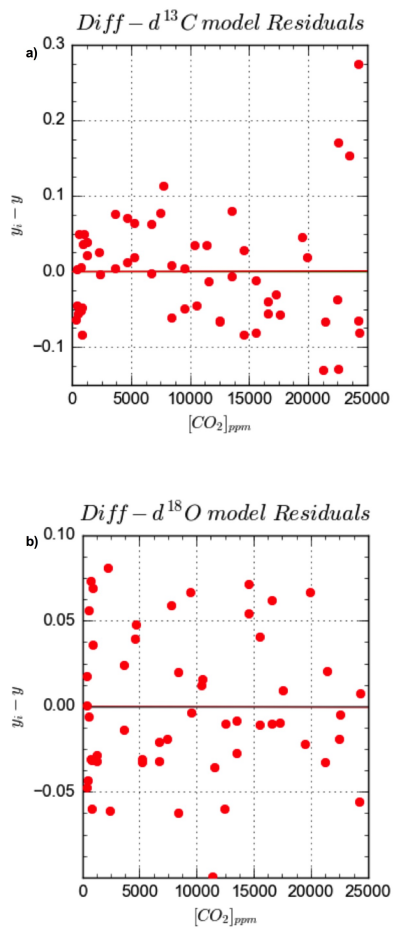 Diff − d¹³C model Residuals
a)
0.3
0.2
0.1
0.0
−0.1
yᵢ − y
0 5000 10000 15000 20000 25000
[CO₂]ₚₚₘ
Diff − d¹⁸O model Residuals
b)
0.10
0.05
0.00
−0.05
yᵢ − y
0 5000 10000 15000 20000 25000
[CO₂]ₚₚₘ